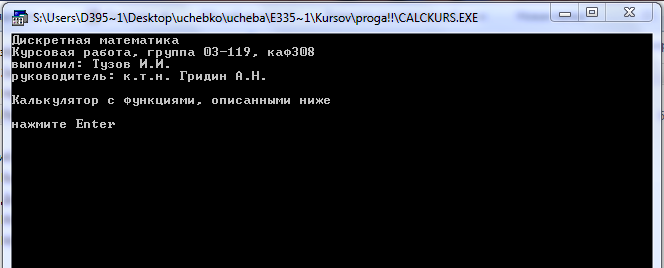 S:\Users\D395~1\Desktop\uchebko\ucheba\E335~1\Kursov\proga!!\CALCKURS.EXE
Дискретная математика
Курсовая работа, группа 03-119, каф308
выполнил: Тузов И.И.
руководитель: к.т.н. Гридин А.Н.
Калькулятор с функциями, описанными ниже
нажмите Enter